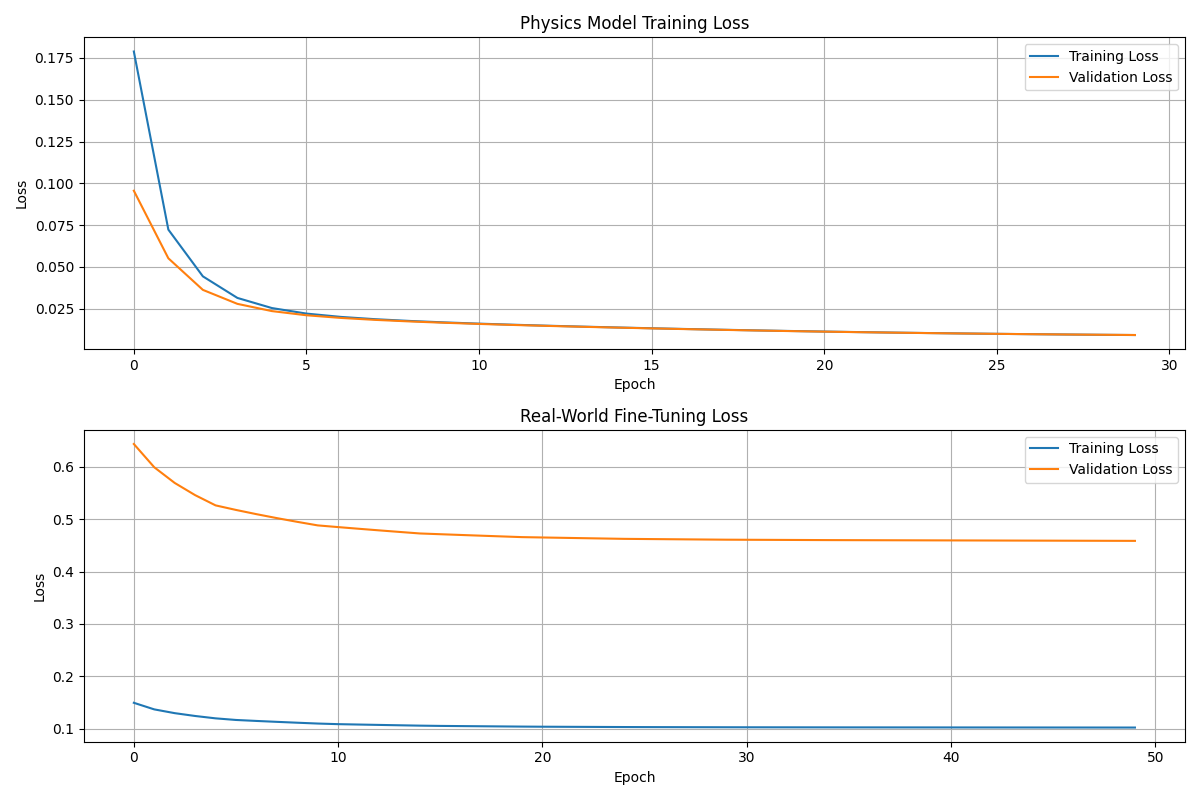 Physics Model Training Loss
Training Loss
Validation Loss
0.175
0.150
0.125
0.100
0.075
0.050
0.025
Loss
0 5 10 15 20 25 30
Epoch
Real-World Fine-Tuning Loss
Training Loss
Validation Loss
0.6
0.5
0.4
0.3
0.2
0.1
Loss
0 10 20 30 40 50
Epoch